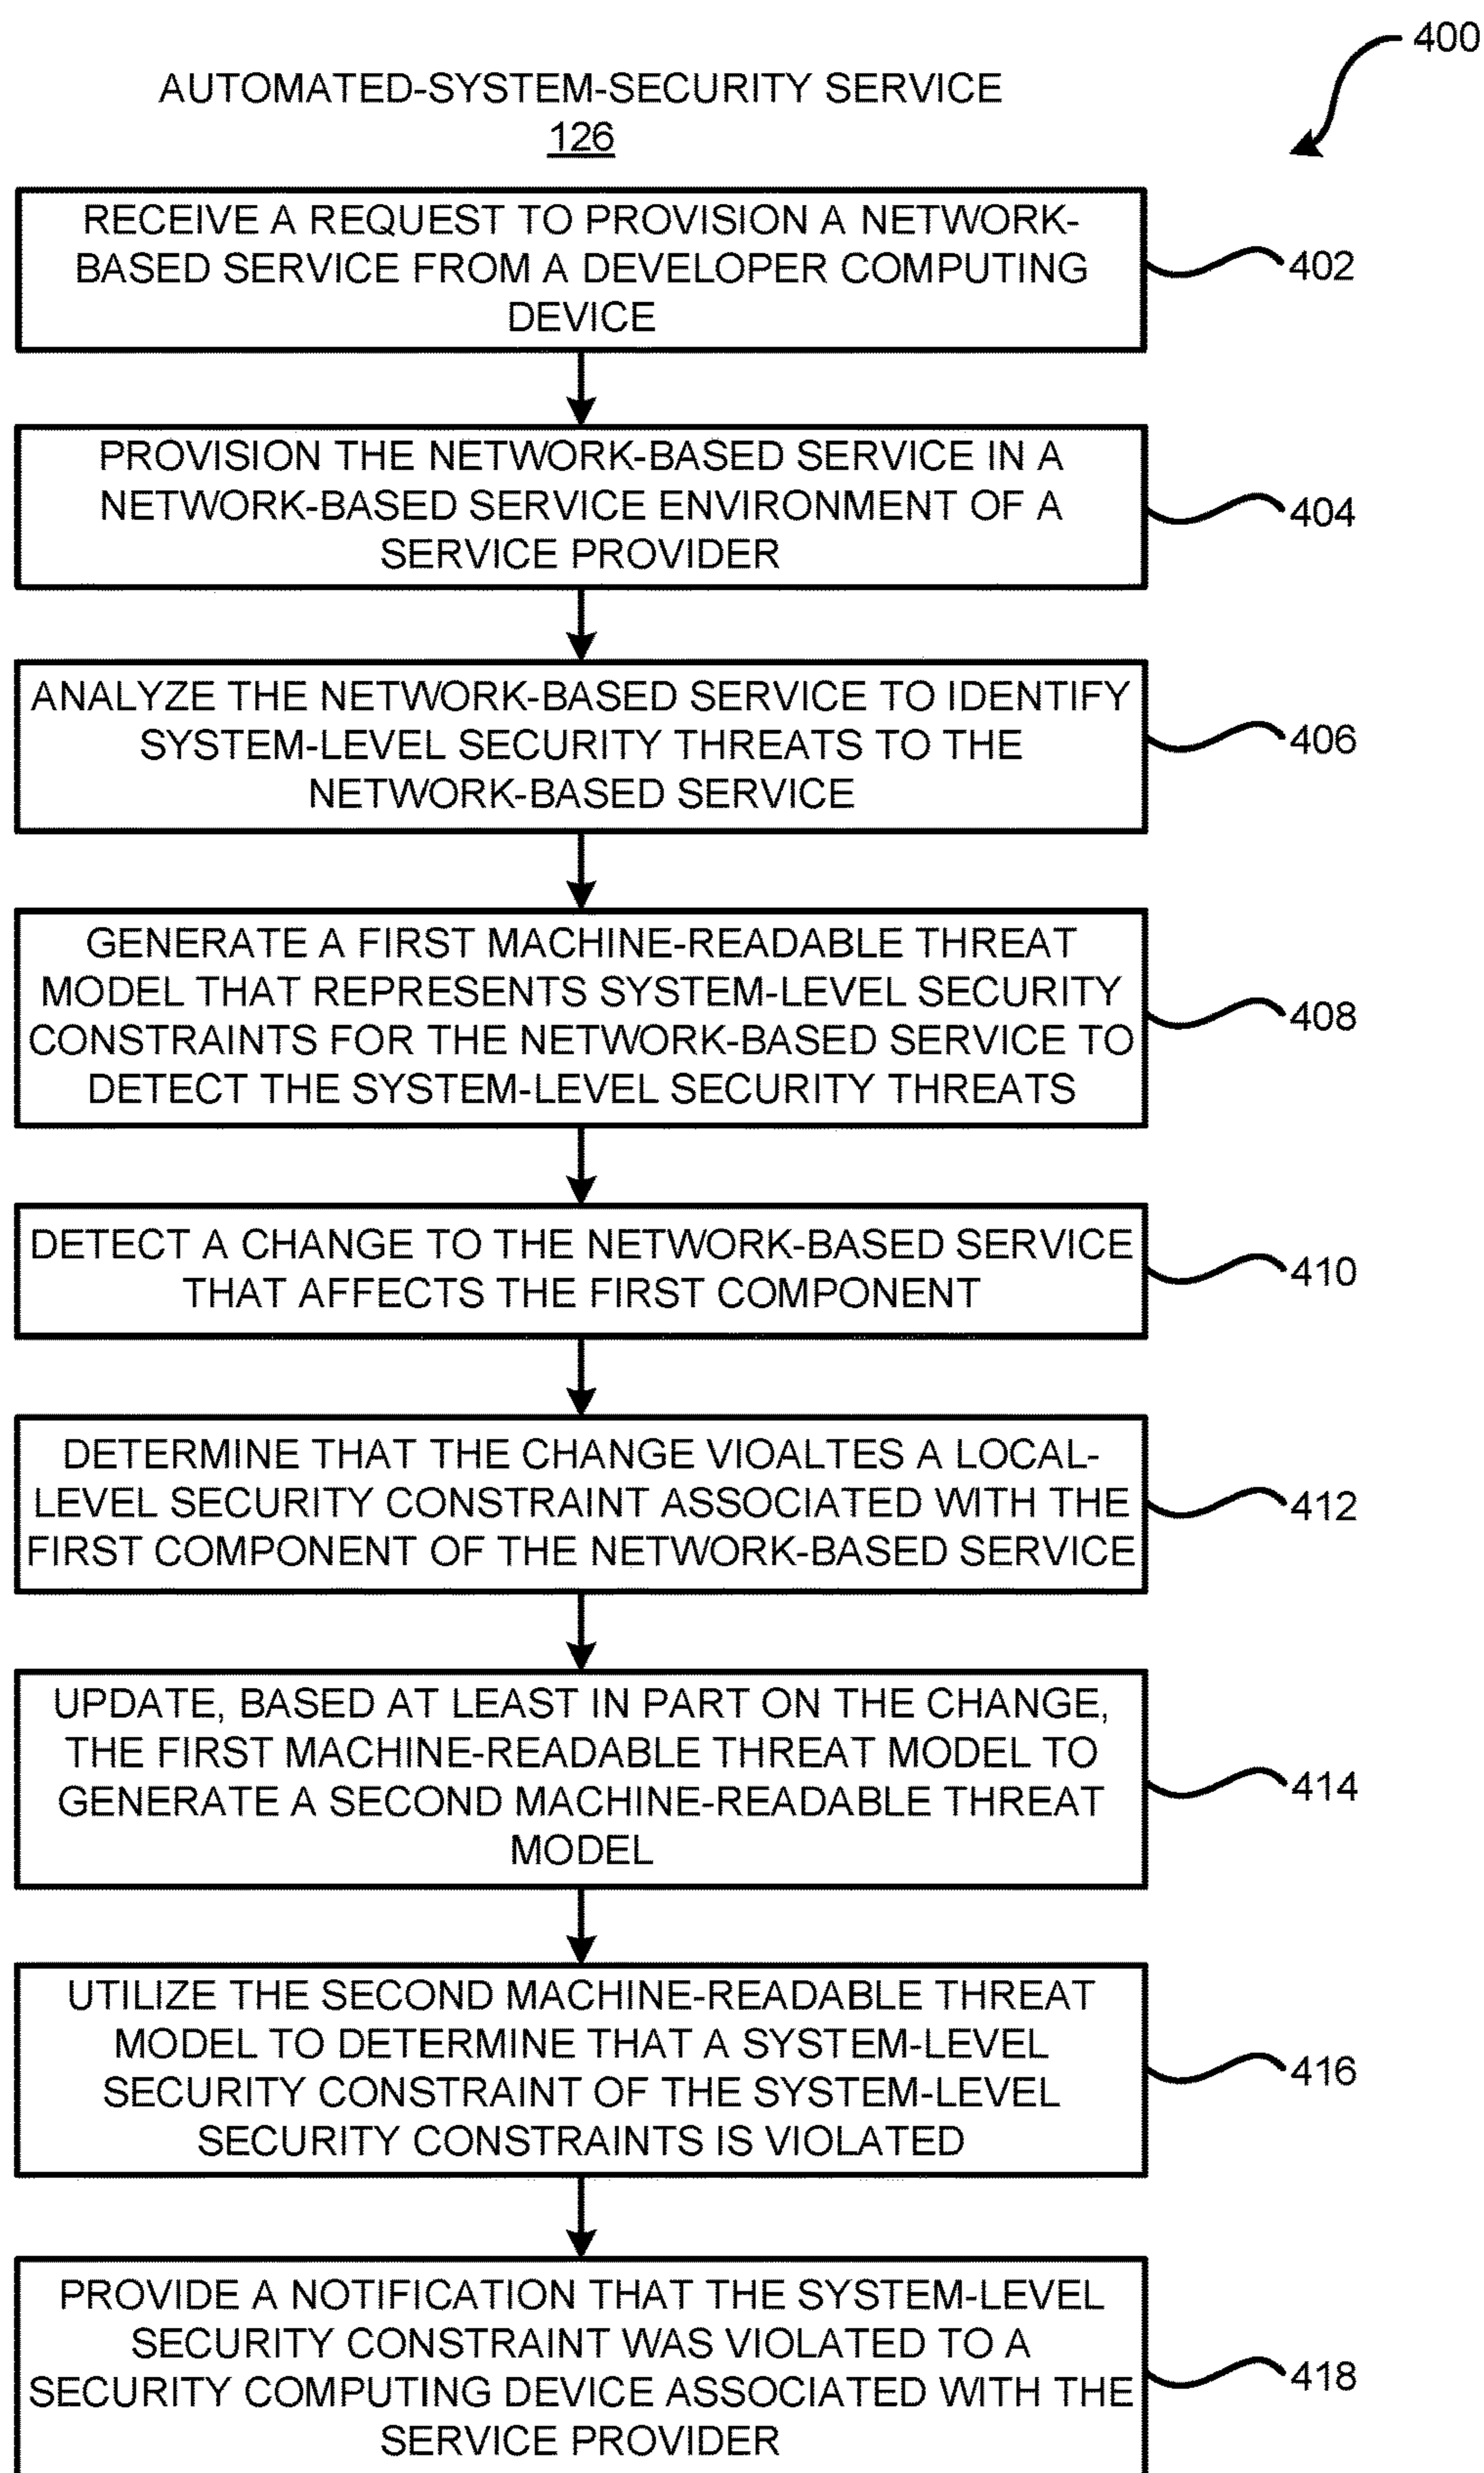 400
AUTOMATED-SYSTEM-SECURITY SERVICE
126
RECEIVE A REQUEST TO PROVISION A NETWORK-
BASED SERVICE FROM A DEVELOPER COMPUTING
DEVICE
402
PROVISION THE NETWORK-BASED SERVICE IN A
NETWORK-BASED SERVICE ENVIRONMENT OF A
SERVICE PROVIDER
404
ANALYZE THE NETWORK-BASED SERVICE TO IDENTIFY
SYSTEM-LEVEL SECURITY THREATS TO THE
NETWORK-BASED SERVICE
406
GENERATE A FIRST MACHINE-READABLE THREAT
MODEL THAT REPRESENTS SYSTEM-LEVEL SECURITY
CONSTRAINTS FOR THE NETWORK-BASED SERVICE TO
DETECT THE SYSTEM-LEVEL SECURITY THREATS
408
DETECT A CHANGE TO THE NETWORK-BASED SERVICE
THAT AFFECTS THE FIRST COMPONENT
410
DETERMINE THAT THE CHANGE VIOALTES A LOCAL-
LEVEL SECURITY CONSTRAINT ASSOCIATED WITH THE
FIRST COMPONENT OF THE NETWORK-BASED SERVICE
412
UPDATE, BASED AT LEAST IN PART ON THE CHANGE,
THE FIRST MACHINE-READABLE THREAT MODEL TO
GENERATE A SECOND MACHINE-READABLE THREAT
MODEL
414
UTILIZE THE SECOND MACHINE-READABLE THREAT
MODEL TO DETERMINE THAT A SYSTEM-LEVEL
SECURITY CONSTRAINT OF THE SYSTEM-LEVEL
SECURITY CONSTRAINTS IS VIOLATED
416
PROVIDE A NOTIFICATION THAT THE SYSTEM-LEVEL
SECURITY CONSTRAINT WAS VIOLATED TO A
SECURITY COMPUTING DEVICE ASSOCIATED WITH THE
SERVICE PROVIDER
418